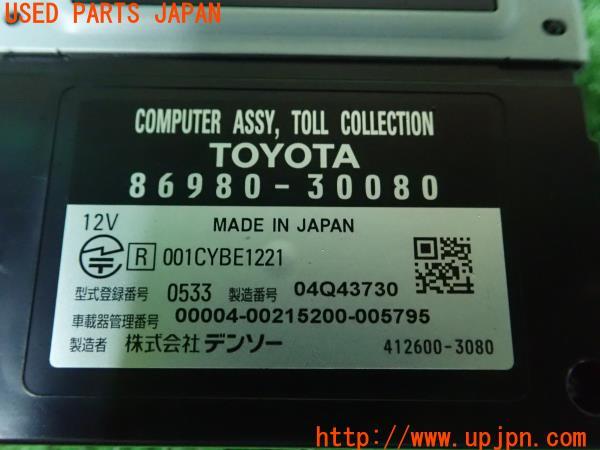 USED PARTS JAPAN
COMPUTER ASSY, TOLL COLLECTION
TOYOTA
86980-30080
12V MADE IN JAPAN
R 001CYBE1221
型式登録番号 0533 製造番号 04Q43730
車載器管理番号 00004-00215200-005795
製造者 株式会社 デンソー 412600-3080
http://www.upjpn.com